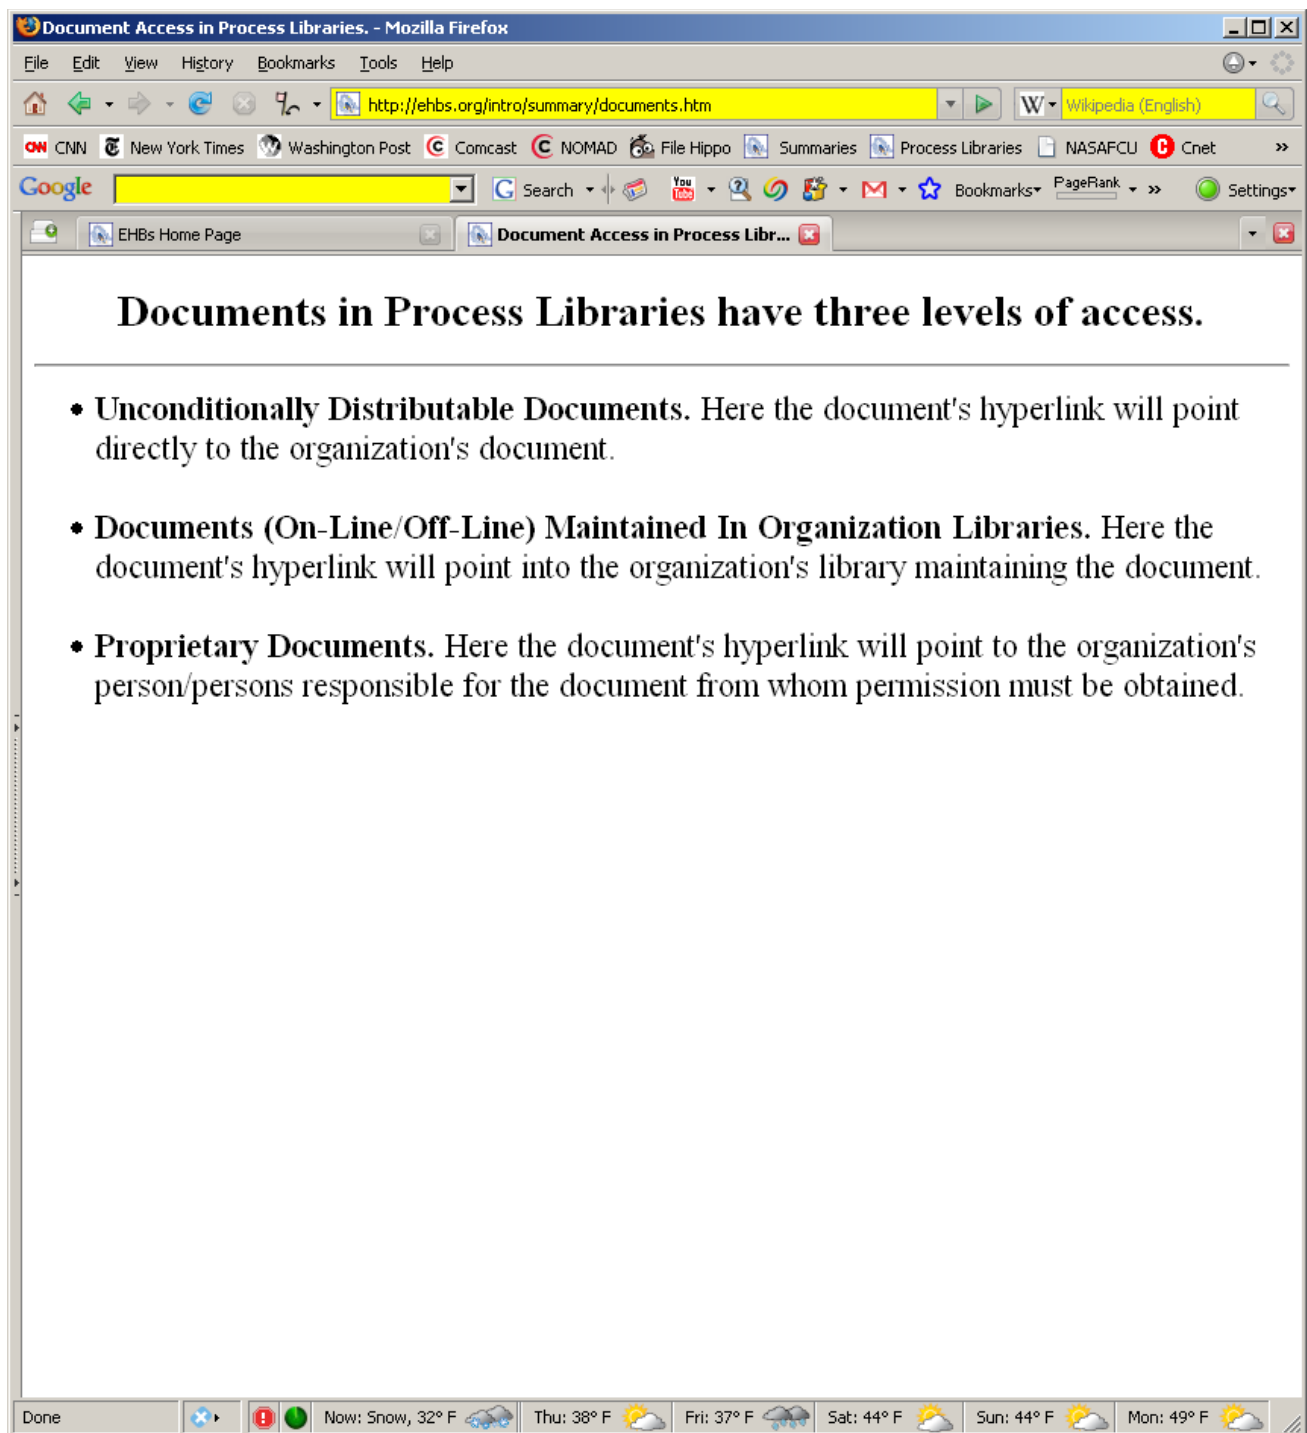 Document Access in Process Libraries. - Mozilla Firefox
File Edit View History Bookmarks Tools Help
http://ehbs.org/intro/summary/documents.htm W Wikipedia (English)
CNN CNN New York Times Washington Post C Comcast C NOMAD File Hippo Summaries Process Libraries NASAFCU C Cnet »
Google G Search You Tube Bookmarks PageRank » Settings
EHBs Home Page Document Access in Process Libr...
Documents in Process Libraries have three levels of access.
• Unconditionally Distributable Documents. Here the document's hyperlink will point
directly to the organization's document.
• Documents (On-Line/Off-Line) Maintained In Organization Libraries. Here the
document's hyperlink will point into the organization's library maintaining the document.
• Proprietary Documents. Here the document's hyperlink will point to the organization's
person/persons responsible for the document from whom permission must be obtained.
Done Now: Snow, 32° F Thu: 38° F Fri: 37° F Sat: 44° F Sun: 44° F Mon: 49° F